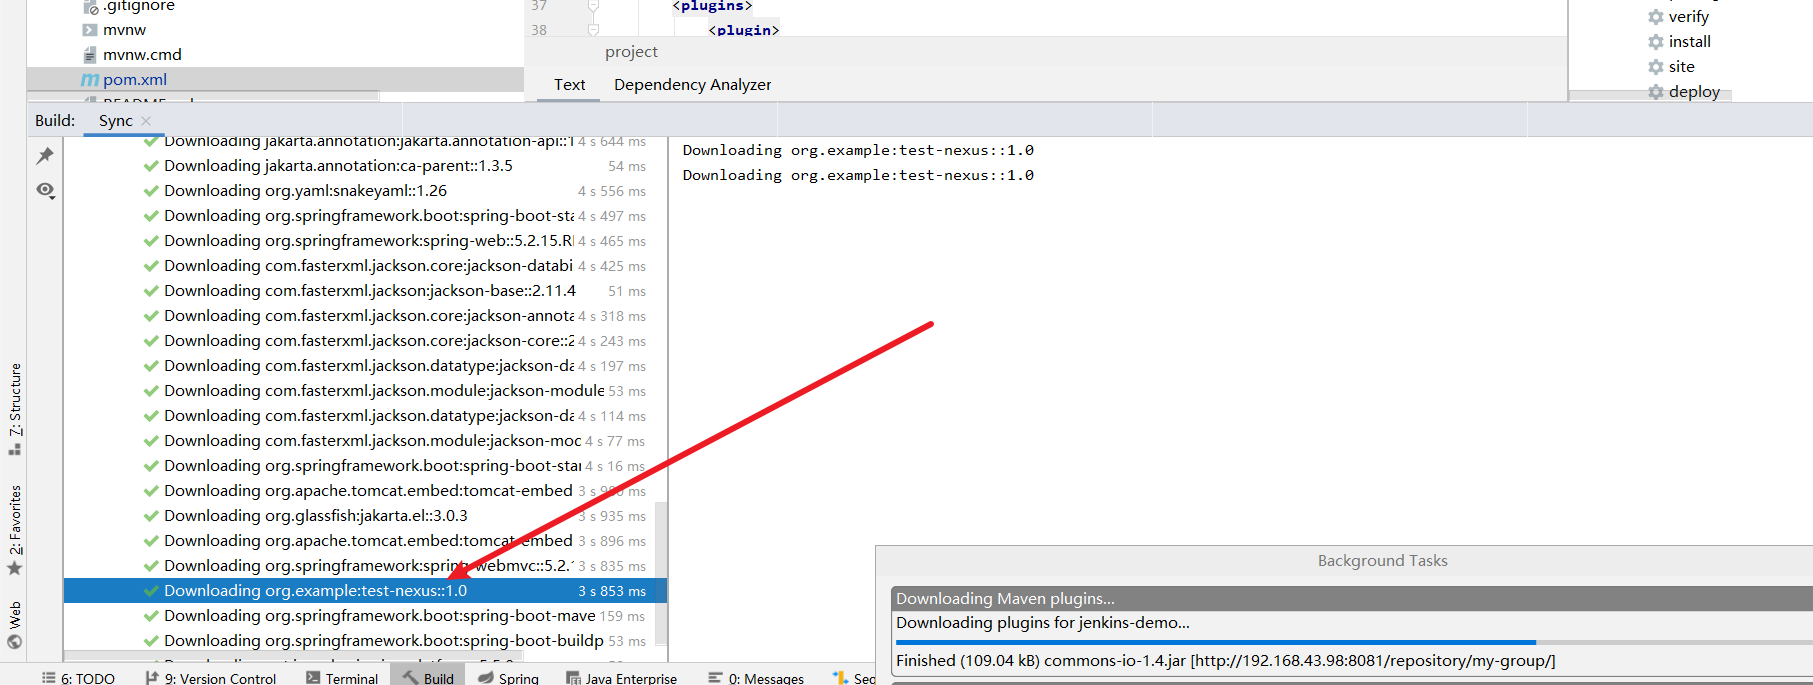 .gitignore
mvnw
mvnw.cmd
pom.xml
37
<plugins>
38
<plugin>
project
Text
Dependency Analyzer
verify
install
site
deploy
Build:
Sync
Downloading jakarta.annotation:jakarta.annotation-api::1 4 s 644 ms
Downloading jakarta.annotation:ca-parent::1.3.5 54 ms
Downloading org.yaml:snakeyaml::1.26 4 s 556 ms
Downloading org.springframework.boot:spring-boot-sta 4 s 497 ms
Downloading org.springframework:spring-web::5.2.15.R 4 s 465 ms
Downloading com.fasterxml.jackson.core:jackson-databi 4 s 425 ms
Downloading com.fasterxml.jackson:jackson-base::2.11.4 51 ms
Downloading com.fasterxml.jackson.core:jackson-annota 4 s 318 ms
Downloading com.fasterxml.jackson.core:jackson-core::2 4 s 243 ms
Downloading com.fasterxml.jackson.datatype:jackson-da 4 s 197 ms
Downloading com.fasterxml.jackson.module:jackson-module 53 ms
Downloading com.fasterxml.jackson.datatype:jackson-da 4 s 114 ms
Downloading com.fasterxml.jackson.module:jackson-moc 4 s 77 ms
Downloading org.springframework.boot:spring-boot-star 4 s 16 ms
Downloading org.apache.tomcat.embed:tomcat-embed 3 s ms
Downloading org.glassfish:jakarta.el::3.0.3 3 s 935 ms
Downloading org.apache.tomcat.embed:tomcat-embed 3 s 896 ms
Downloading org.springframework:spring-webmvc::5.2.1 3 s 835 ms
Downloading org.example:test-nexus::1.0 3 s 853 ms
Downloading org.springframework.boot:spring-boot-mave 159 ms
Downloading org.springframework.boot:spring-boot-buildp 53 ms
Downloading org.example:test-nexus::1.0
Downloading org.example:test-nexus::1.0
Background Tasks
Downloading Maven plugins...
Downloading plugins for jenkins-demo...
Finished (109.04 kB) commons-io-1.4.jar [http://192.168.43.98:8081/repository/my-group/]
7: Structure
2: Favorites
Web
6: TODO
9: Version Control
Terminal
Build
Spring
Java Enterprise
0: Messages
Seq